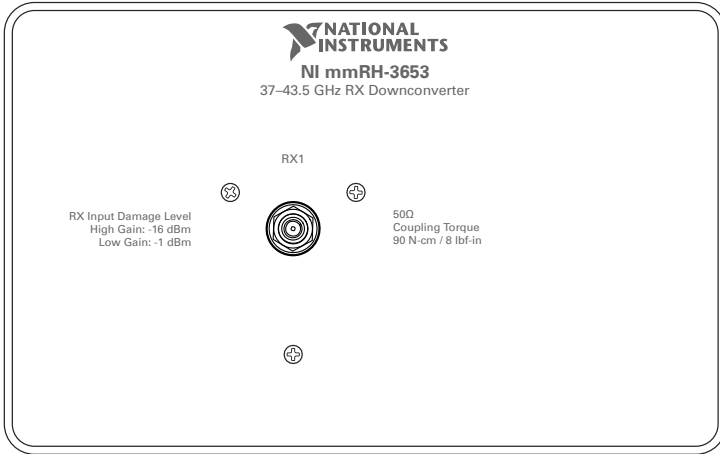 NATIONAL
INSTRUMENTS
NI mmRH-3653
37–43.5 GHz RX Downconverter
RX1
RX Input Damage Level
High Gain: -16 dBm
Low Gain: -1 dBm
50Ω
Coupling Torque
90 N-cm / 8 lbf-in